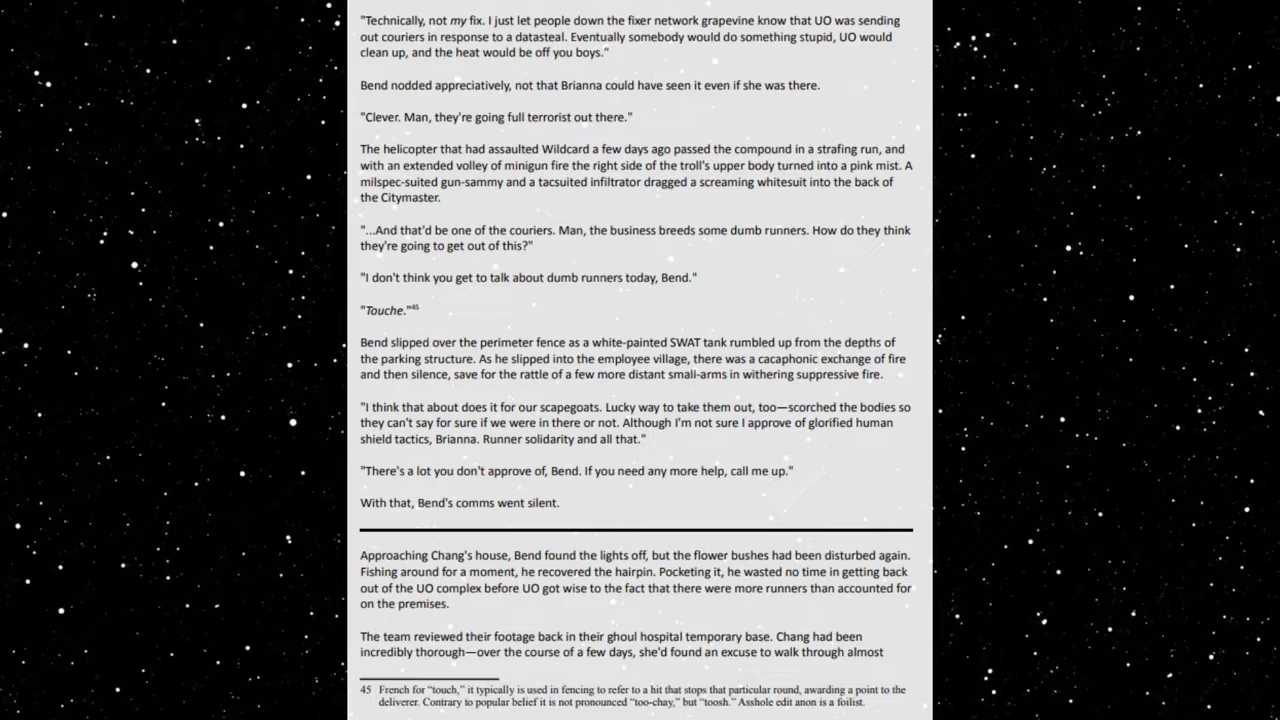 "Technically, not my fix. I just let people down the fixer network grapevine know that UO was sending
out couriers in response to a datasteal. Eventually somebody would do something stupid, UO would
clean up, and the heat would be off you boys."
Bend nodded appreciatively, not that Brianna could have seen it even if she was there.
"Clever. Man, they're going full terrorist out there."
The helicopter that had assaulted Wildcard a few days ago passed the compound in a strafing run, and
with an extended volley of minigun fire the right side of the troll's upper body turned into a pink mist. A
milspec-suited gun-sammy and a tacsuited infiltrator dragged a screaming whitesuit into the back of
the Citymaster.
"...And that'd be one of the couriers. Man, the business breeds some dumb runners. How do they think
they're going to get out of this?"
"I don't think you get to talk about dumb runners today, Bend."
"Touche."45
Bend slipped over the perimeter fence as a white-painted SWAT tank rumbled up from the depths of
the parking structure. As he slipped into the employee village, there was a cacaphonic exchange of fire
and then silence, save for the rattle of a few more distant small-arms in withering suppressive fire.
"I think that about does it for our scapegoats. Lucky way to take them out, too—scorched the bodies so
they can't say for sure if we were in there or not. Although I'm not sure I approve of glorified human
shield tactics, Brianna. Runner solidarity and all that."
"There's a lot you don't approve of, Bend. If you need any more help, call me up."
With that, Bend's comms went silent.
Approaching Chang's house, Bend found the lights off, but the flower bushes had been disturbed again.
Fishing around for a moment, he recovered the hairpin. Pocketing it, he wasted no time in getting back
out of the UO complex before UO got wise to the fact that there were more runners than accounted for
on the premises.
The team reviewed their footage back in their ghoul hospital temporary base. Chang had been
incredibly thorough—over the course of a few days, she'd found an excuse to walk through almost
45 French for “touch,” it typically is used in fencing to refer to a hit that stops that particular round, awarding a point to the
deliverer. Contrary to popular belief it is not pronounced “too-chay,” but “toosh.” Asshole edit anon is a foilist.